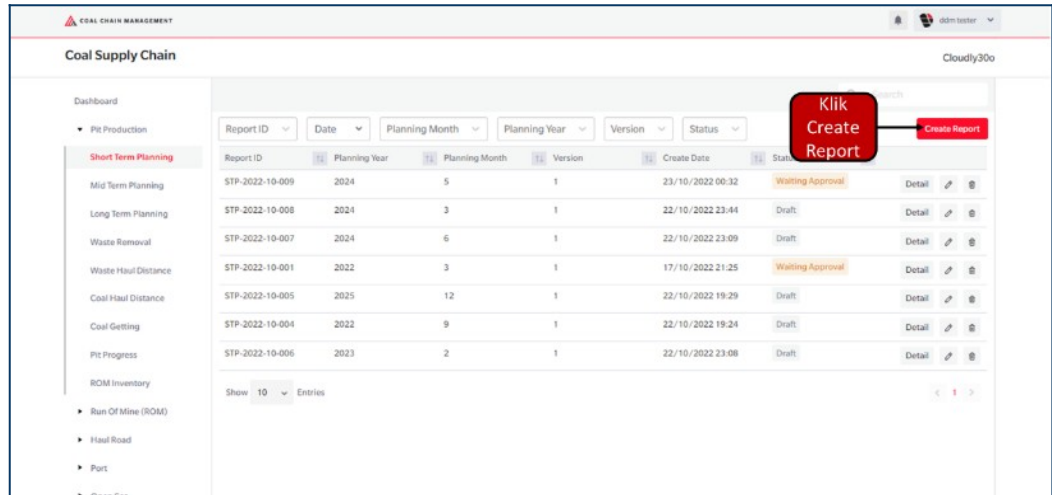 COAL CHAIN MANAGEMENT
ddm tester
Coal Supply Chain
Cloudly30o
Dashboard
Pit Production
Short Term Planning
Mid Term Planning
Long Term Planning
Waste Removal
Waste Haul Distance
Coal Haul Distance
Coal Getting
Pit Progress
ROM Inventory
Run Of Mine (ROM)
Haul Road
Port
Klik
Create
Report
Report ID Date Planning Month Planning Year Version Status Create Report
Report ID Planning Year Planning Month Version Create Date
STP-2022-10-009 2024 5 1 23/10/2022 00:32 Waiting Approval Detail
STP-2022-10-008 2024 3 1 22/10/2022 23:44 Draft Detail
STP-2022-10-007 2024 6 1 22/10/2022 23:09 Draft Detail
STP-2022-10-001 2022 3 1 17/10/2022 21:25 Waiting Approval Detail
STP-2022-10-005 2025 12 1 22/10/2022 19:29 Draft Detail
STP-2022-10-004 2022 9 1 22/10/2022 19:24 Draft Detail
STP-2022-10-006 2023 2 1 22/10/2022 23:08 Draft Detail
Show 10 Entries
< 1 >